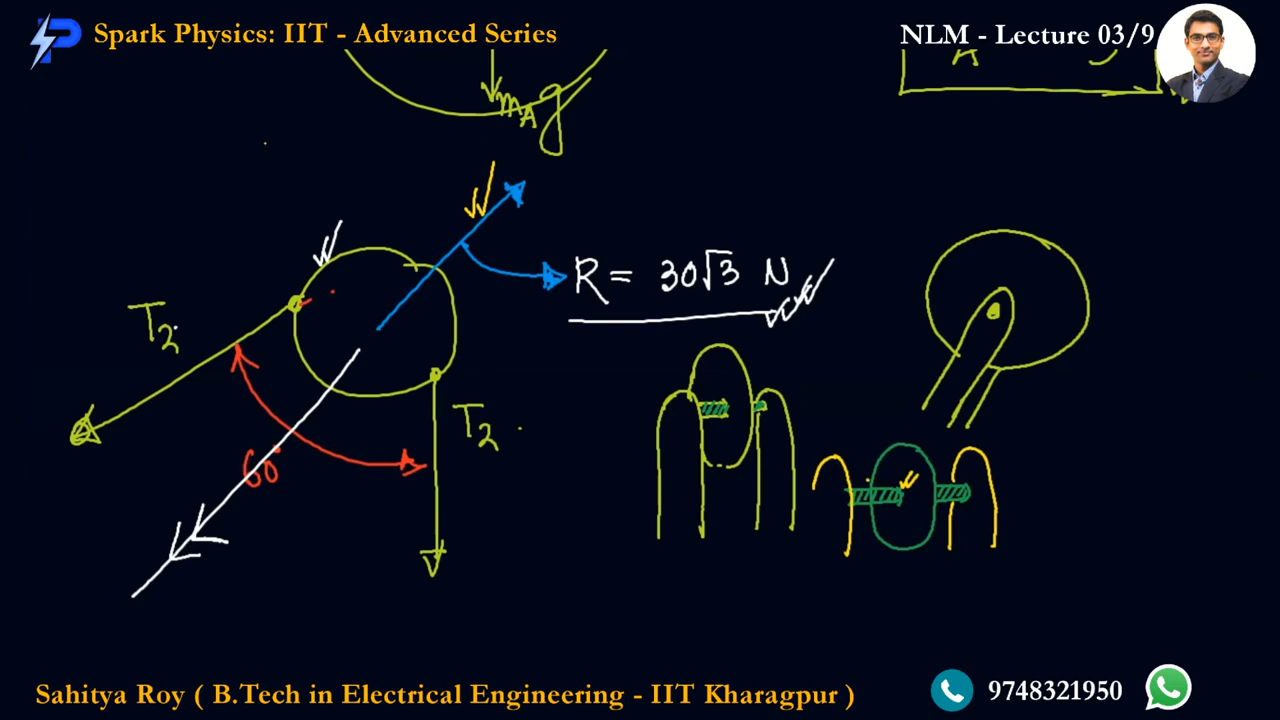 Spark Physics: IIT - Advanced Series
NLM - Lecture 03/9
m_A g
T₂
R = 30√3 N
T₂
60°
Sahitya Roy ( B.Tech in Electrical Engineering - IIT Kharagpur )
9748321950